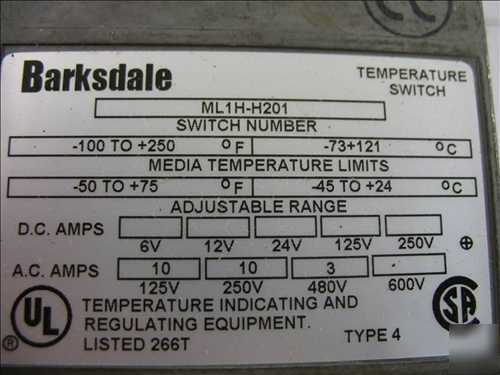 Barksdale
TEMPERATURE
SWITCH
ML1H-H201
SWITCH NUMBER
-100 TO +250 °F -73+121 °C
MEDIA TEMPERATURE LIMITS
-50 TO +75 °F -45 TO +24 °C
ADJUSTABLE RANGE
D.C. AMPS
6V 12V 24V 125V 250V
A.C. AMPS 10 10 3
125V 250V 480V 600V
UL ®
TEMPERATURE INDICATING AND
REGULATING EQUIPMENT.
LISTED 266T
TYPE 4
SA